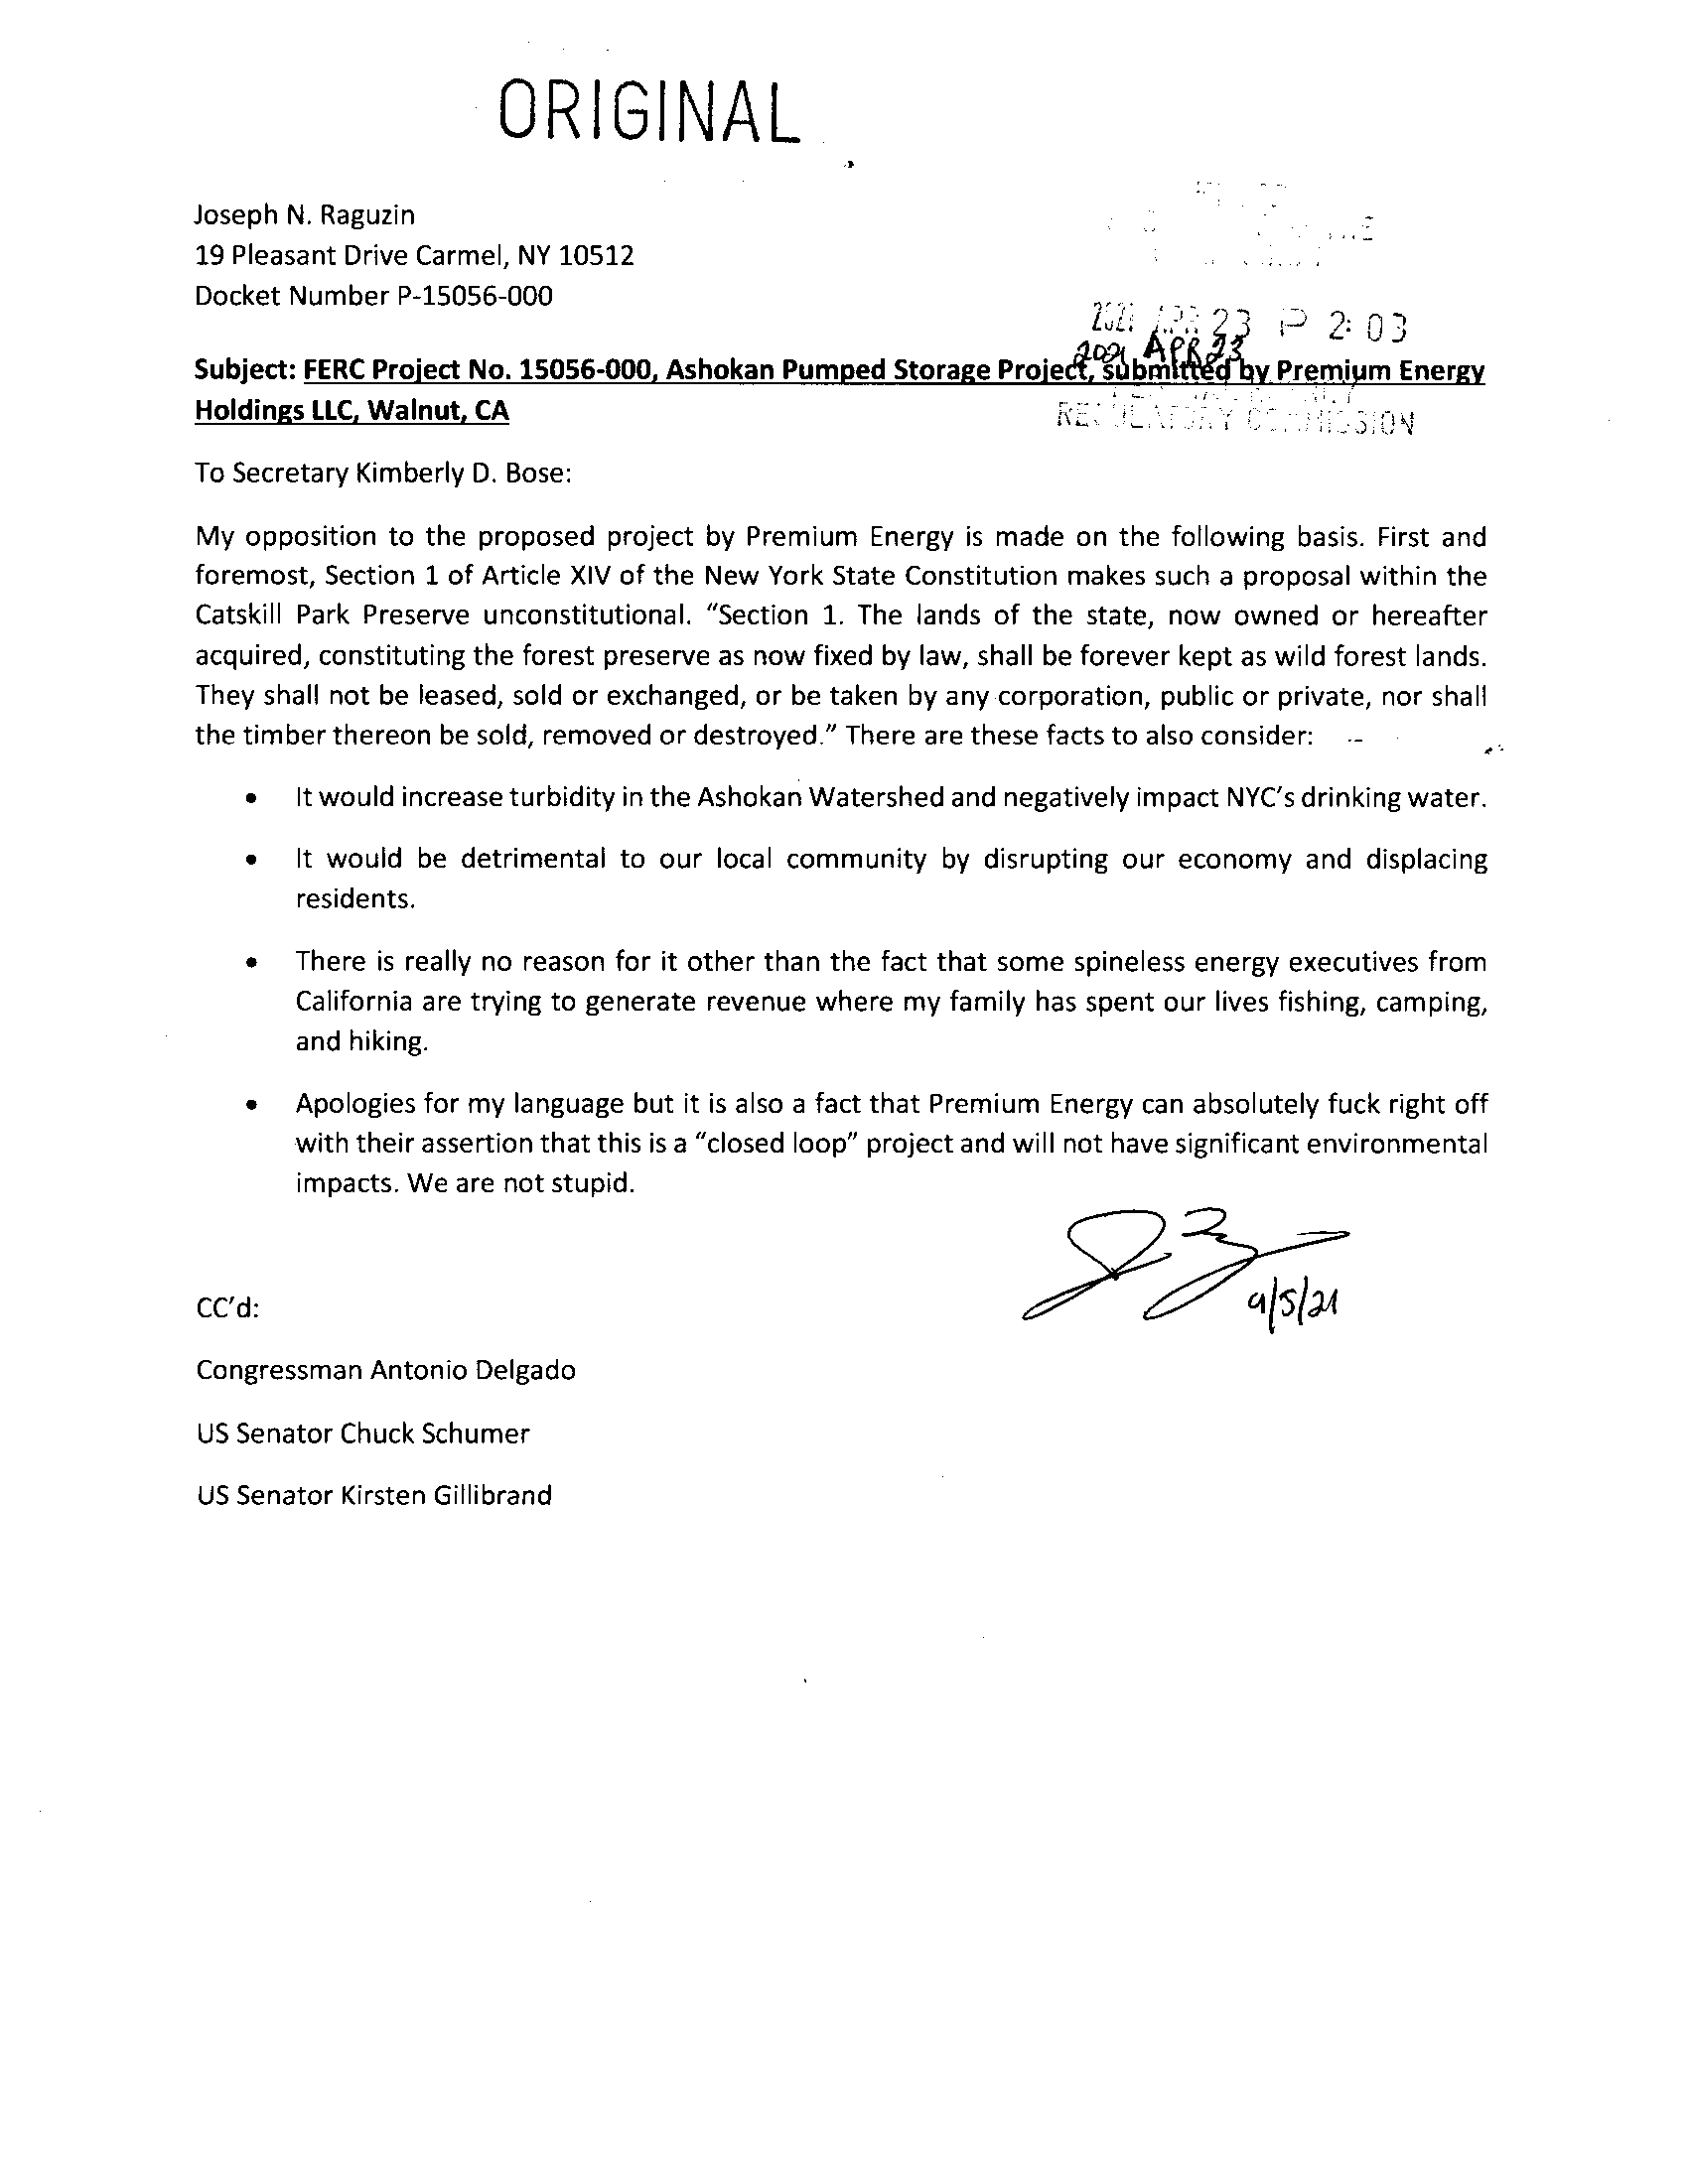 ORIGINAL
Joseph N. Raguzin
19 Pleasant Drive Carmel, NY 10512
Docket Number P-15056-000
2021 APR 23 P 2:03
2021 APR 23
Subject: FERC Project No. 15056-000, Ashokan Pumped Storage Project, submitted by Premium Energy
Holdings LLC, Walnut, CA
REGULATORY COMMISSION
To Secretary Kimberly D. Bose:
My opposition to the proposed project by Premium Energy is made on the following basis. First and
foremost, Section 1 of Article XIV of the New York State Constitution makes such a proposal within the
Catskill Park Preserve unconstitutional. “Section 1. The lands of the state, now owned or hereafter
acquired, constituting the forest preserve as now fixed by law, shall be forever kept as wild forest lands.
They shall not be leased, sold or exchanged, or be taken by any corporation, public or private, nor shall
the timber thereon be sold, removed or destroyed.” There are these facts to also consider:
• It would increase turbidity in the Ashokan Watershed and negatively impact NYC’s drinking water.
• It would be detrimental to our local community by disrupting our economy and displacing
residents.
• There is really no reason for it other than the fact that some spineless energy executives from
California are trying to generate revenue where my family has spent our lives fishing, camping,
and hiking.
• Apologies for my language but it is also a fact that Premium Energy can absolutely fuck right off
with their assertion that this is a “closed loop” project and will not have significant environmental
impacts. We are not stupid.
4/5/21
CC’d:
Congressman Antonio Delgado
US Senator Chuck Schumer
US Senator Kirsten Gillibrand